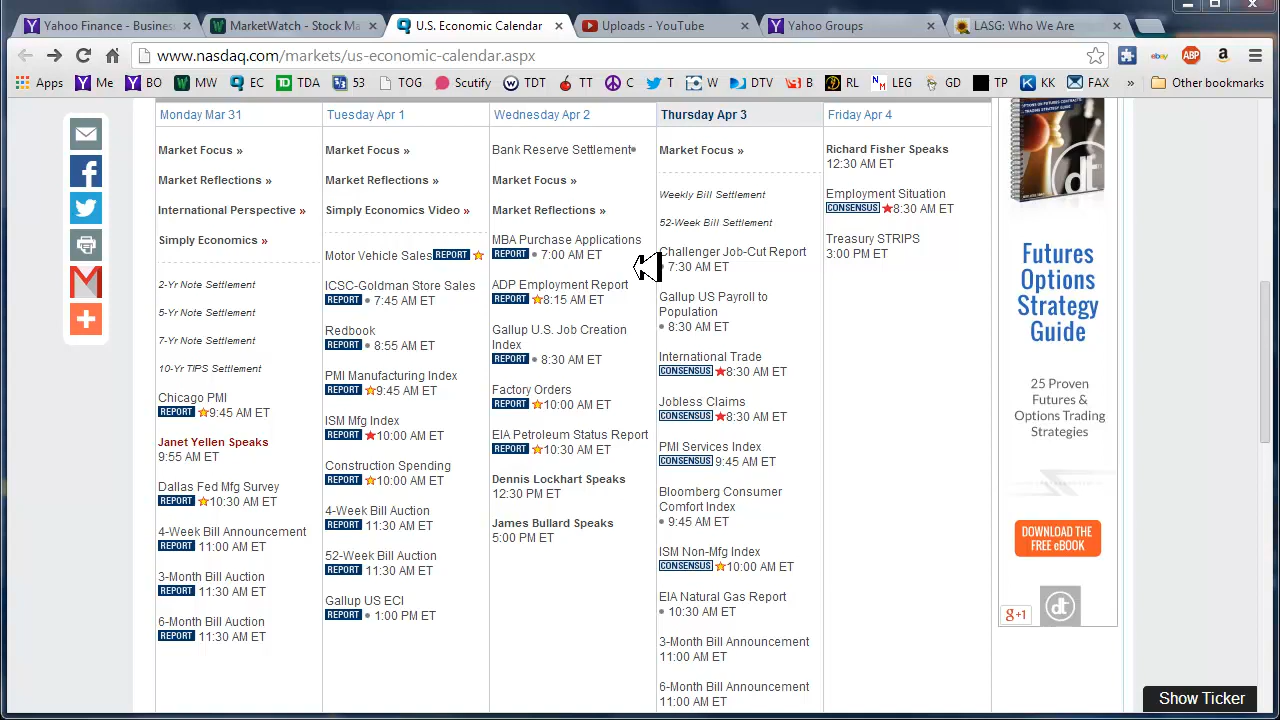 Yahoo Finance - Busines
MarketWatch - Stock Ma
U.S. Economic Calendar
Uploads - YouTube
Yahoo Groups
LASG: Who We Are
www.nasdaq.com/markets/us-economic-calendar.aspx
ebay
ABP
a
Apps
Me
BO
MW
EC
TDA
53
TOG
Scutify
TDT
TT
C
T
W
DTV
B
RL
LEG
GD
TP
KK
FAX
»
Other bookmarks
Monday Mar 31
Market Focus »
Market Reflections »
International Perspective »
Simply Economics »
2-Yr Note Settlement
5-Yr Note Settlement
7-Yr Note Settlement
10-Yr TIPS Settlement
Chicago PMI
REPORT 9:45 AM ET
Janet Yellen Speaks
9:55 AM ET
Dallas Fed Mfg Survey
REPORT 10:30 AM ET
4-Week Bill Announcement
REPORT 11:00 AM ET
3-Month Bill Auction
REPORT 11:30 AM ET
6-Month Bill Auction
REPORT 11:30 AM ET
Tuesday Apr 1
Market Focus »
Market Reflections »
Simply Economics Video »
Motor Vehicle Sales REPORT
ICSC-Goldman Store Sales
REPORT • 7:45 AM ET
Redbook
REPORT • 8:55 AM ET
PMI Manufacturing Index
REPORT 9:45 AM ET
ISM Mfg Index
REPORT 10:00 AM ET
Construction Spending
REPORT 10:00 AM ET
4-Week Bill Auction
REPORT 11:30 AM ET
52-Week Bill Auction
REPORT 11:30 AM ET
Gallup US ECI
REPORT • 1:00 PM ET
Wednesday Apr 2
Bank Reserve Settlement•
Market Focus »
Market Reflections »
MBA Purchase Applications
REPORT • 7:00 AM ET
ADP Employment Report
REPORT 8:15 AM ET
Gallup U.S. Job Creation
Index
REPORT • 8:30 AM ET
Factory Orders
REPORT 10:00 AM ET
EIA Petroleum Status Report
REPORT 10:30 AM ET
Dennis Lockhart Speaks
12:30 PM ET
James Bullard Speaks
5:00 PM ET
Thursday Apr 3
Market Focus »
Weekly Bill Settlement
52-Week Bill Settlement
Challenger Job-Cut Report
7:30 AM ET
Gallup US Payroll to
Population
• 8:30 AM ET
International Trade
CONSENSUS 8:30 AM ET
Jobless Claims
CONSENSUS 8:30 AM ET
PMI Services Index
CONSENSUS 9:45 AM ET
Bloomberg Consumer
Comfort Index
• 9:45 AM ET
ISM Non-Mfg Index
CONSENSUS 10:00 AM ET
EIA Natural Gas Report
• 10:30 AM ET
3-Month Bill Announcement
11:00 AM ET
6-Month Bill Announcement
11:00 AM ET
Friday Apr 4
Richard Fisher Speaks
12:30 AM ET
Employment Situation
CONSENSUS 8:30 AM ET
Treasury STRIPS
3:00 PM ET
dt
Futures
Options
Strategy
Guide
25 Proven
Futures &
Options Trading
Strategies
DOWNLOAD THE
FREE eBOOK
g+1
dt
Show Ticker